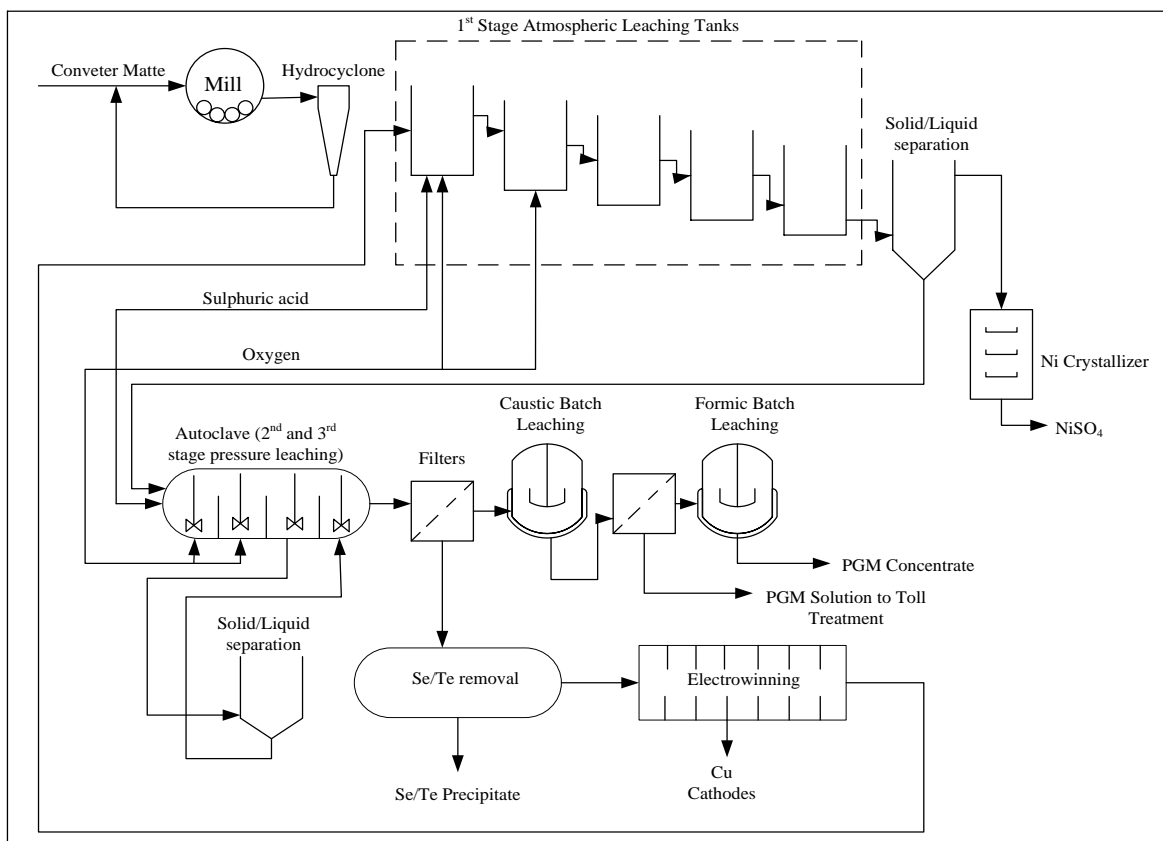 1st Stage Atmospheric Leaching Tanks
Conveter Matte
Mill
Hydrocyclone
Solid/Liquid
separation
Sulphuric acid
Oxygen
Ni Crystallizer
NiSO4
Caustic Batch
Leaching
Formic Batch
Leaching
Autoclave (2nd and 3rd
stage pressure leaching)
Filters
PGM Concentrate
PGM Solution to Toll
Treatment
Solid/Liquid
separation
Se/Te removal
Electrowinning
Se/Te Precipitate
Cu
Cathodes